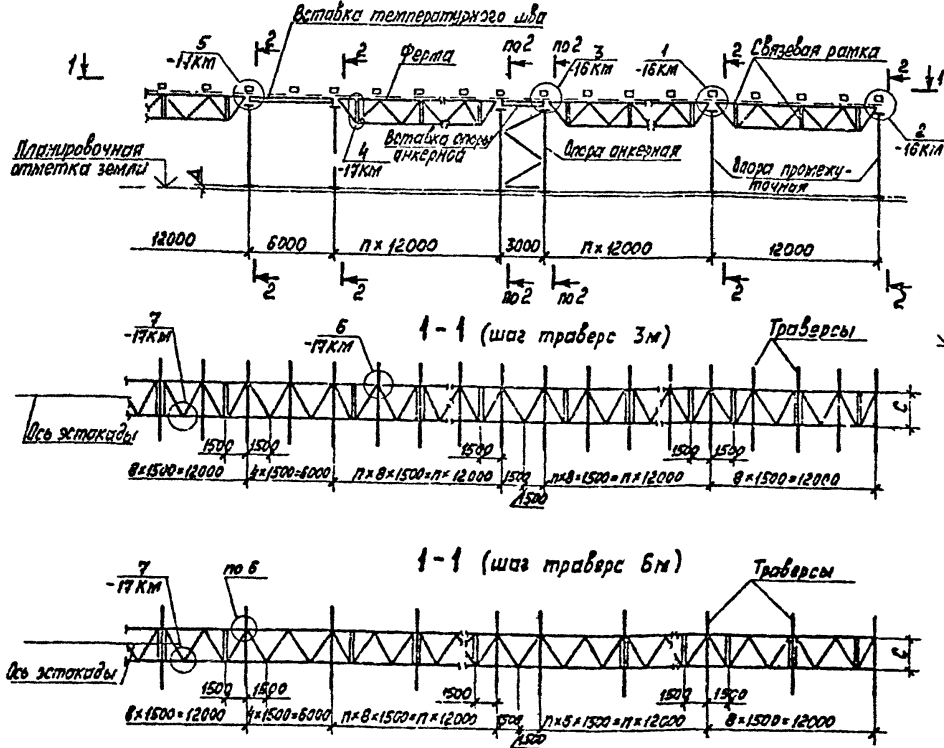 Вставка температурного шва
5
-17КМ
2
2
Ферма
по 2
по 2
3
-16КМ
1
-16КМ
2
Связевая рамка
2
1
1
Планировочная
отметка земли
4
-17КМ
Вставка опоры
анкерной
Опора анкерная
Опора промежу-
точная
2
-16КМ
12000
6000
п × 12000
3000
п × 12000
12000
2
2
по 2
по 2
2
2
1-1 (шаг траверс 3м)
7
-17КМ
6
-17КМ
Траверсы
Ось эстакады
С
1500
1500
1500
1500
1500
8×1500=12000
4×1500=6000
п×8×1500=п×12000
1500
п×8×1500=п×12000
8×1500=12000
1-1 (шаг траверс 6м)
7
-17КМ
по 6
Траверсы
Ось эстакады
С
1500
1500
1500
1500
1500
8×1500=12000
4×1500=6000
п×8×1500=п×12000
1500
1500
п×8×1500=п×12000
8×1500=12000